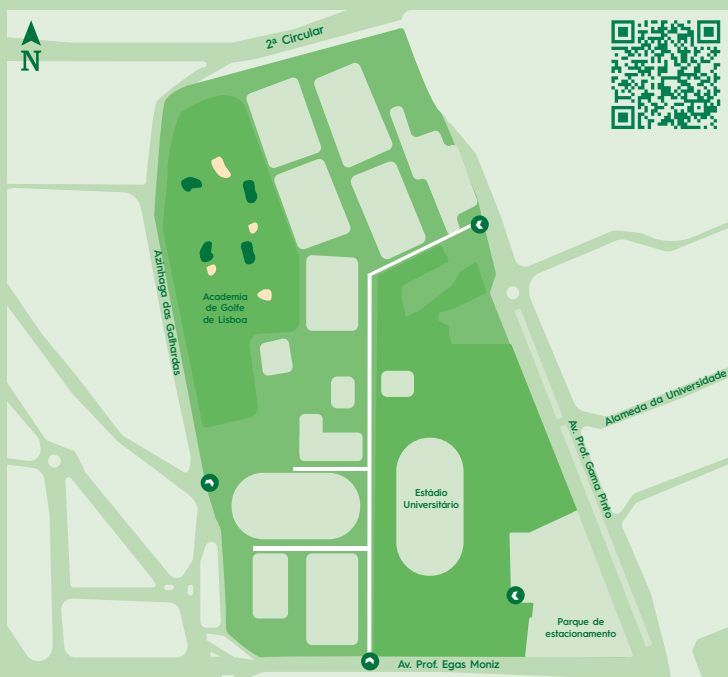 2ª Circular
N
Azinhaga das Galhardas
Academia
de Golfe
de Lisboa
Alameda da Universidade
Av. Prof. Gama Pinto
Estádio
Universitário
Parque de
estacionamento
Av. Prof. Egas Moniz